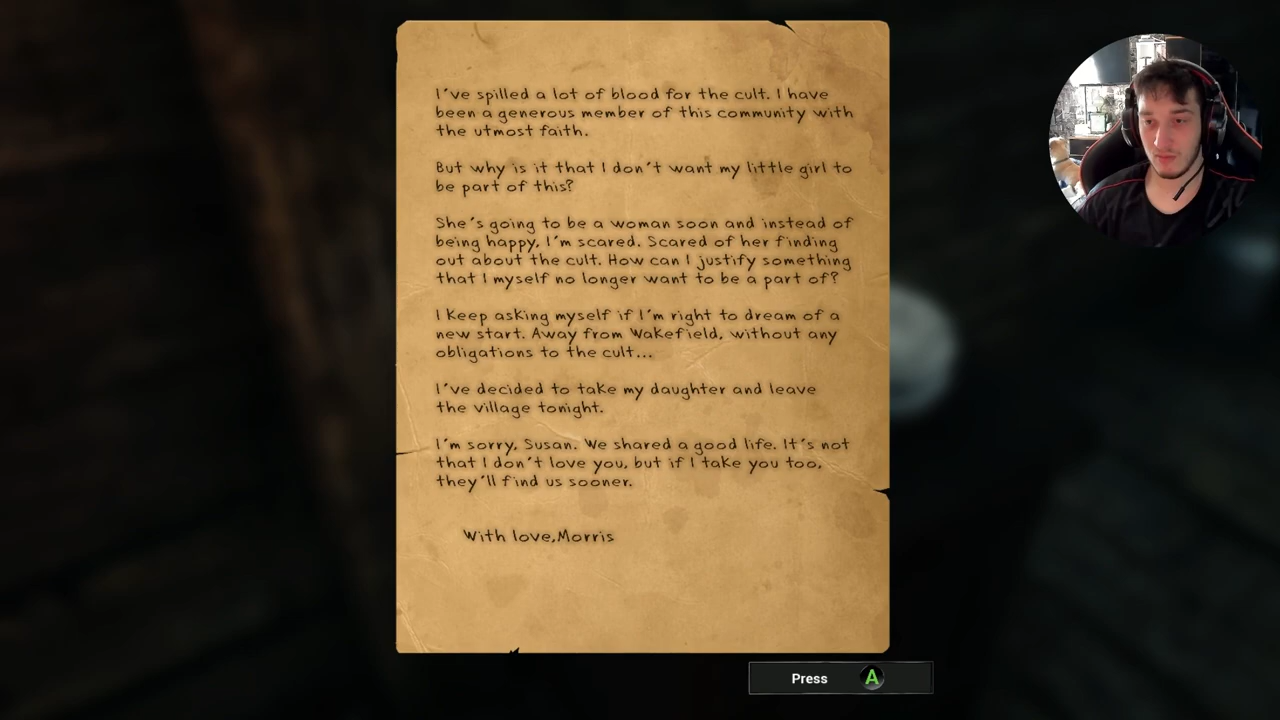 I've spilled a lot of blood for the cult. I have
been a generous member of this community with
the utmost faith.
But why is it that I don't want my little girl to
be part of this?
She's going to be a woman soon and instead of
being happy, I'm scared. Scared of her finding
out about the cult. How can I justify something
that I myself no longer want to be a part of?
I keep asking myself if I'm right to dream of a
new start. Away from Wakefield, without any
obligations to the cult...
I've decided to take my daughter and leave
the village tonight.
I'm sorry, Susan. We shared a good life. It's not
that I don't love you, but if I take you too,
they'll find us sooner.
With love,Morris
Press A